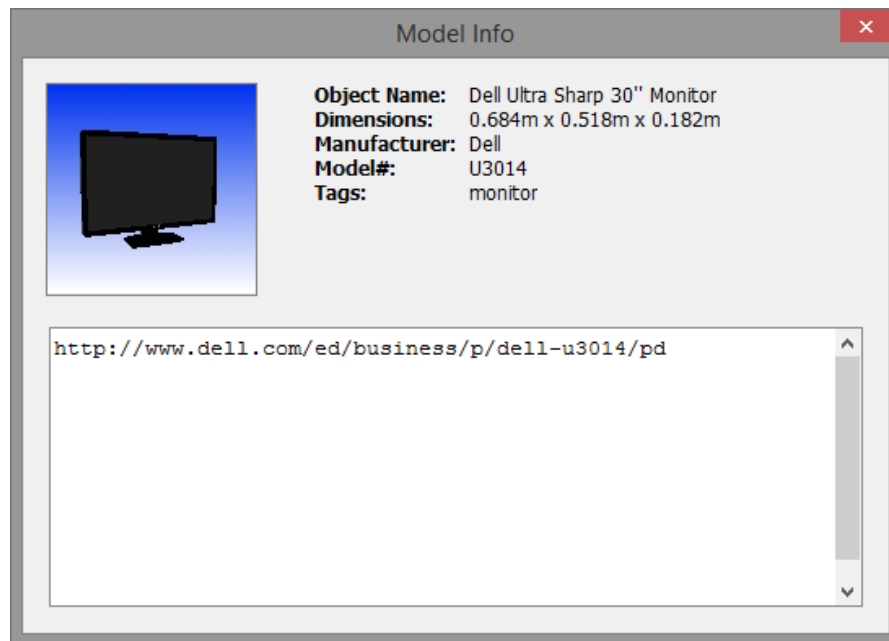 Model Info
Object Name: Dell Ultra Sharp 30" Monitor
Dimensions: 0.684m x 0.518m x 0.182m
Manufacturer: Dell
Model#: U3014
Tags: monitor
http://www.dell.com/ed/business/p/dell-u3014/pd